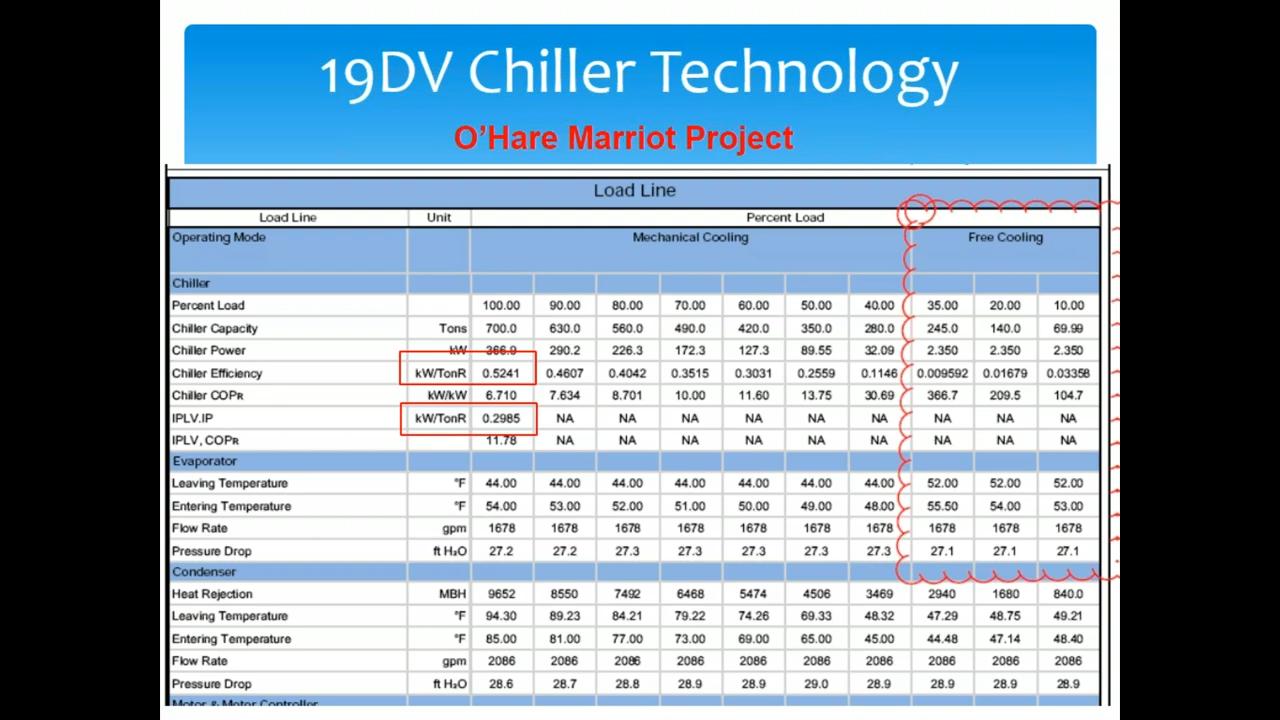 19DV Chiller Technology
O'Hare Marriot Project
Load Line
Load Line Unit Percent Load
Operating Mode Mechanical Cooling Free Cooling
Chiller
Percent Load 100.00 90.00 80.00 70.00 60.00 50.00 40.00 35.00 20.00 10.00
Chiller Capacity Tons 700.0 630.0 560.0 490.0 420.0 350.0 280.0 245.0 140.0 69.99
Chiller Power kW 366.9 290.2 226.3 172.3 127.3 89.55 32.09 2.350 2.350 2.350
Chiller Efficiency kW/TonR 0.5241 0.4607 0.4042 0.3515 0.3031 0.2559 0.1146 0.009592 0.01679 0.03358
Chiller COPR kW/kW 6.710 7.634 8.701 10.00 11.60 13.75 30.69 366.7 209.5 104.7
IPLV.IP kW/TonR 0.2985 NA NA NA NA NA NA NA NA NA
IPLV, COPR 11.78 NA NA NA NA NA NA NA NA NA
Evaporator
Leaving Temperature °F 44.00 44.00 44.00 44.00 44.00 44.00 44.00 52.00 52.00 52.00
Entering Temperature °F 54.00 53.00 52.00 51.00 50.00 49.00 48.00 55.50 54.00 53.00
Flow Rate gpm 1678 1678 1678 1678 1678 1678 1678 1678 1678 1678
Pressure Drop ft H₂O 27.2 27.2 27.3 27.3 27.3 27.3 27.3 27.1 27.1 27.1
Condenser
Heat Rejection MBH 9652 8550 7492 6468 5474 4506 3469 2940 1680 840.0
Leaving Temperature °F 94.30 89.23 84.21 79.22 74.26 69.33 48.32 47.29 48.75 49.21
Entering Temperature °F 85.00 81.00 77.00 73.00 69.00 65.00 45.00 44.48 47.14 48.40
Flow Rate gpm 2086 2086 2086 2086 2086 2086 2086 2086 2086 2086
Pressure Drop ft H₂O 28.6 28.7 28.8 28.9 28.9 29.0 28.9 28.9 28.9 28.9
Motor & Motor Controller